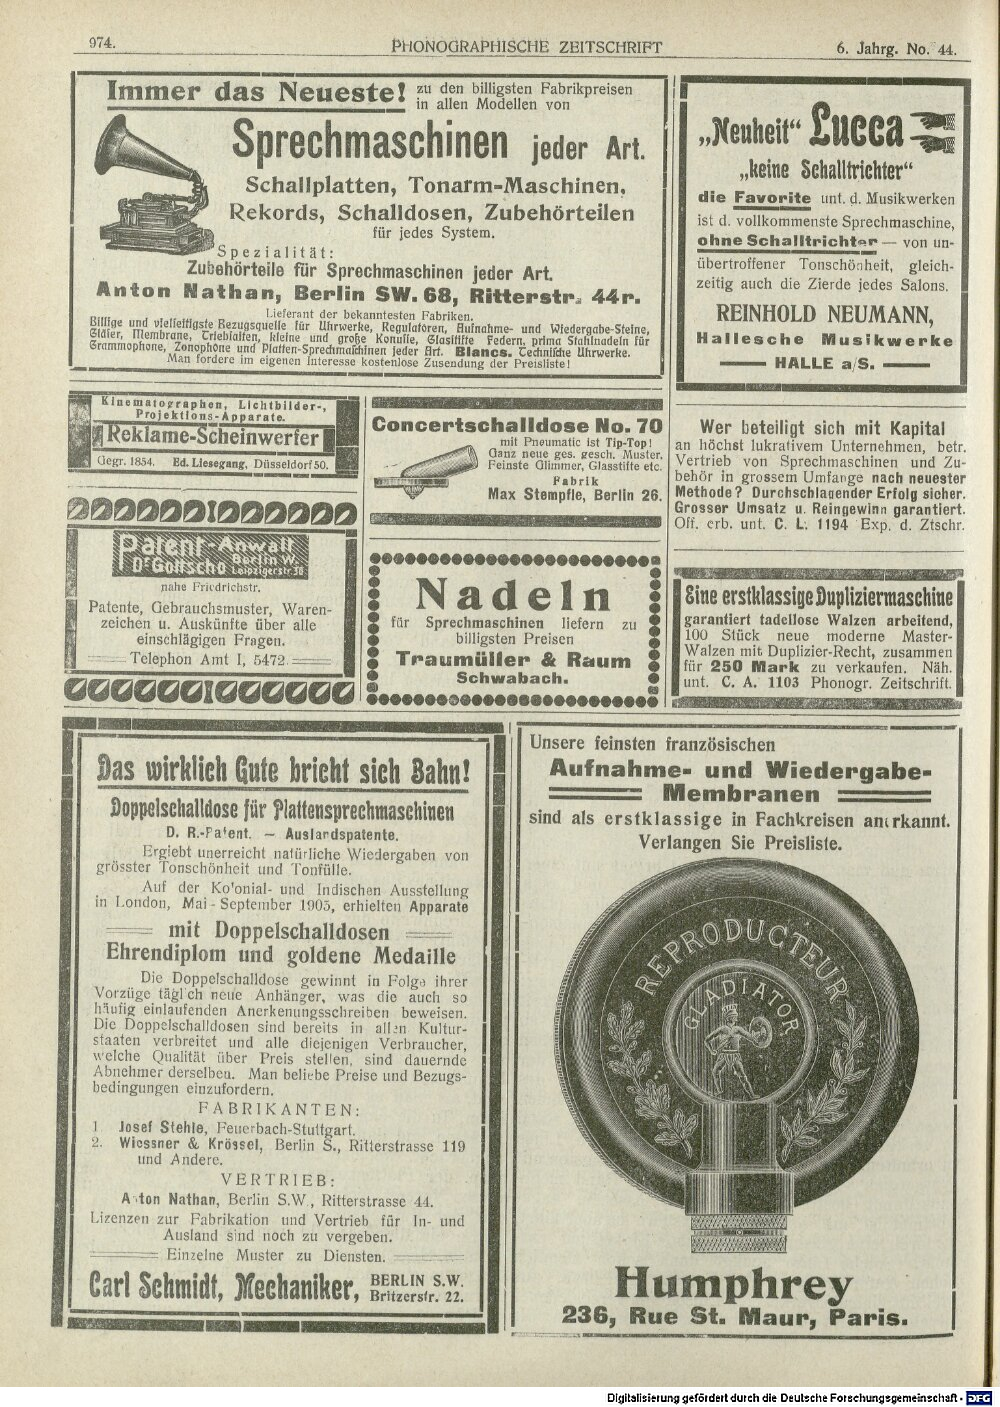 974.
PHONOGRAPHISCHE ZEITSCHRIFT
6. Jahrg. No. 44.
Immer das Neueste!
zu den billigsten Fabrikpreisen
in allen Modellen von
Sprechmaschinen jeder Art.
Schallplatten, Tonarm-Maschinen,
Rekords, Schalldosen, Zubehörteilen
für jedes System.
Spezialität:
Zubehörteile für Sprechmaschinen jeder Art.
Anton Nathan, Berlin SW. 68, Ritterstr. 44r.
Lieferant der bekanntesten Fabriken.
Billige und vielseitigste Bezugsquelle für Uhrwerke, Regulatoren, Aufnahme- und Wiedergabe-Steine,
Gläser, Membrane, Triebsaiten, kleine und große Konusse, Glasstifte Federn, prima Stahlnadeln für
Grammophone, Zonophone und Platten-Sprechmaschinen jeder Art. Blancs. Technische Uhrwerke.
Man fordere im eigenen Interesse kostenlose Zusendung der Preisliste!
„Neuheit“ Lucca
„keine Schalltrichter“
die Favorite unt. d. Musikwerken
ist d. vollkommenste Sprechmaschine,
ohne Schalltrichter — von un-
übertroffener Tonschönheit, gleich-
zeitig auch die Zierde jedes Salons.
REINHOLD NEUMANN,
Hallesche Musikwerke
HALLE a/S.
Kinematographen, Lichtbilder-,
Projektions-Apparate.
Reklame-Scheinwerfer
Gegr. 1854. Ed. Liesegang, Düsseldorf 50.
Concertschalldose No. 70
mit Pneumatic ist Tip-Top!
Ganz neue ges. gesch. Muster.
Feinste Glimmer, Glasstifte etc.
Fabrik
Max Stempfle, Berlin 26.
Wer beteiligt sich mit Kapital
an höchst lukrativem Unternehmen, betr.
Vertrieb von Sprechmaschinen und Zu-
behör in grossem Umfange nach neuester
Methode? Durchschlagender Erfolg sicher.
Grosser Umsatz u. Reingewinn garantiert.
Off. erb. unt. C. L. 1194 Exp. d. Ztschr.
Patent-Anwalt
Dr Gottscho Berlin W.
Leipzigerstr 38
nahe Friedrichstr.
Patente, Gebrauchsmuster, Waren-
zeichen u. Auskünfte über alle
einschlägigen Fragen.
Telephon Amt I, 5472.
Nadeln
für Sprechmaschinen liefern zu
billigsten Preisen
Traumüller & Raum
Schwabach.
Eine erstklassige Dupliziermaschine
garantiert tadellose Walzen arbeitend,
100 Stück neue moderne Master-
Walzen mit Duplizier-Recht, zusammen
für 250 Mark zu verkaufen. Näh.
unt. C. A. 1103 Phonogr. Zeitschrift.
Das wirklich Gute bricht sich Bahn!
Doppelschalldose für Plattensprechmaschinen
D. R.-Patent. — Auslandspatente.
Ergiebt unerreicht natürliche Wiedergaben von
grösster Tonschönheit und Tonfülle.
Auf der Kolonial- und Indischen Ausstellung
in London, Mai - September 1905, erhielten Apparate
mit Doppelschalldosen
Ehrendiplom und goldene Medaille
Die Doppelschalldose gewinnt in Folge ihrer
Vorzüge täglich neue Anhänger, was die auch so
häufig einlaufenden Anerkenungsschreiben beweisen.
Die Doppelschalldosen sind bereits in allen Kultur-
staaten verbreitet und alle diejenigen Verbraucher,
welche Qualität über Preis stellen, sind dauernde
Abnehmer derselben. Man beliebe Preise und Bezugs-
bedingungen einzufordern.
FABRIKANTEN:
1 Josef Stehle, Feuerbach-Stuttgart.
2. Wiessner & Krössel, Berlin S., Ritterstrasse 119
und Andere.
VERTRIEB:
Anton Nathan, Berlin S.W., Ritterstrasse 44.
Lizenzen zur Fabrikation und Vertrieb für In- und
Ausland sind noch zu vergeben.
Einzelne Muster zu Diensten.
Carl Schmidt, Mechaniker, BERLIN S.W.
Britzerstr. 22.
Unsere feinsten französischen
Aufnahme- und Wiedergabe-
Membranen
sind als erstklassige in Fachkreisen anerkannt.
Verlangen Sie Preisliste.
REPRODUCTEUR
GLADIATOR
Humphrey
236, Rue St. Maur, Paris.
Digitalisierung gefördert durch die Deutsche Forschungsgemeinschaft - DFG